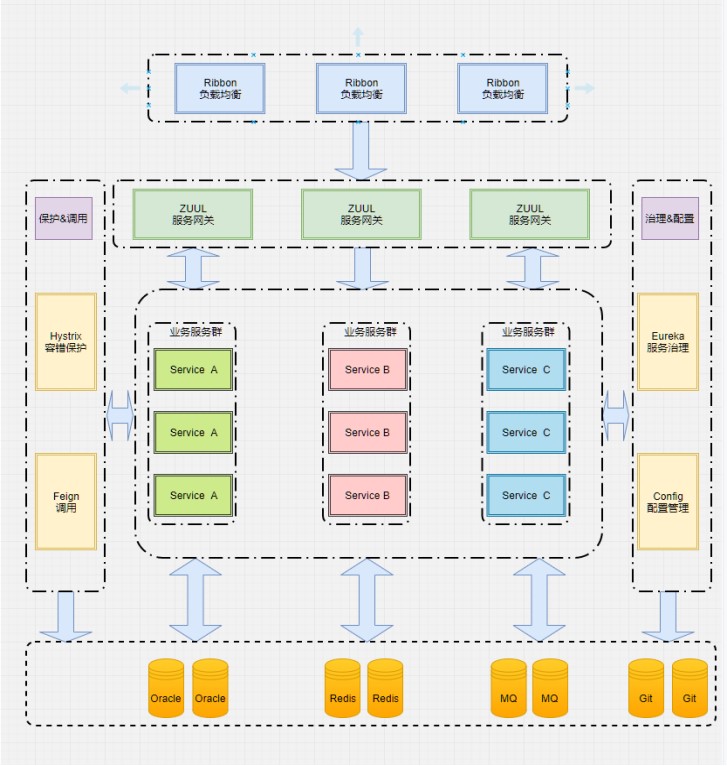 Ribbon
负载均衡
Ribbon
负载均衡
Ribbon
负载均衡
保护&调用
ZUUL
服务网关
ZUUL
服务网关
ZUUL
服务网关
治理&配置
Hystrix
容错保护
Feign
调用
业务服务群
Service A
Service A
Service A
业务服务群
Service B
Service B
Service B
业务服务群
Service C
Service C
Service C
Eureka
服务治理
Config
配置管理
Oracle
Oracle
Redis
Redis
MQ
MQ
Git
Git